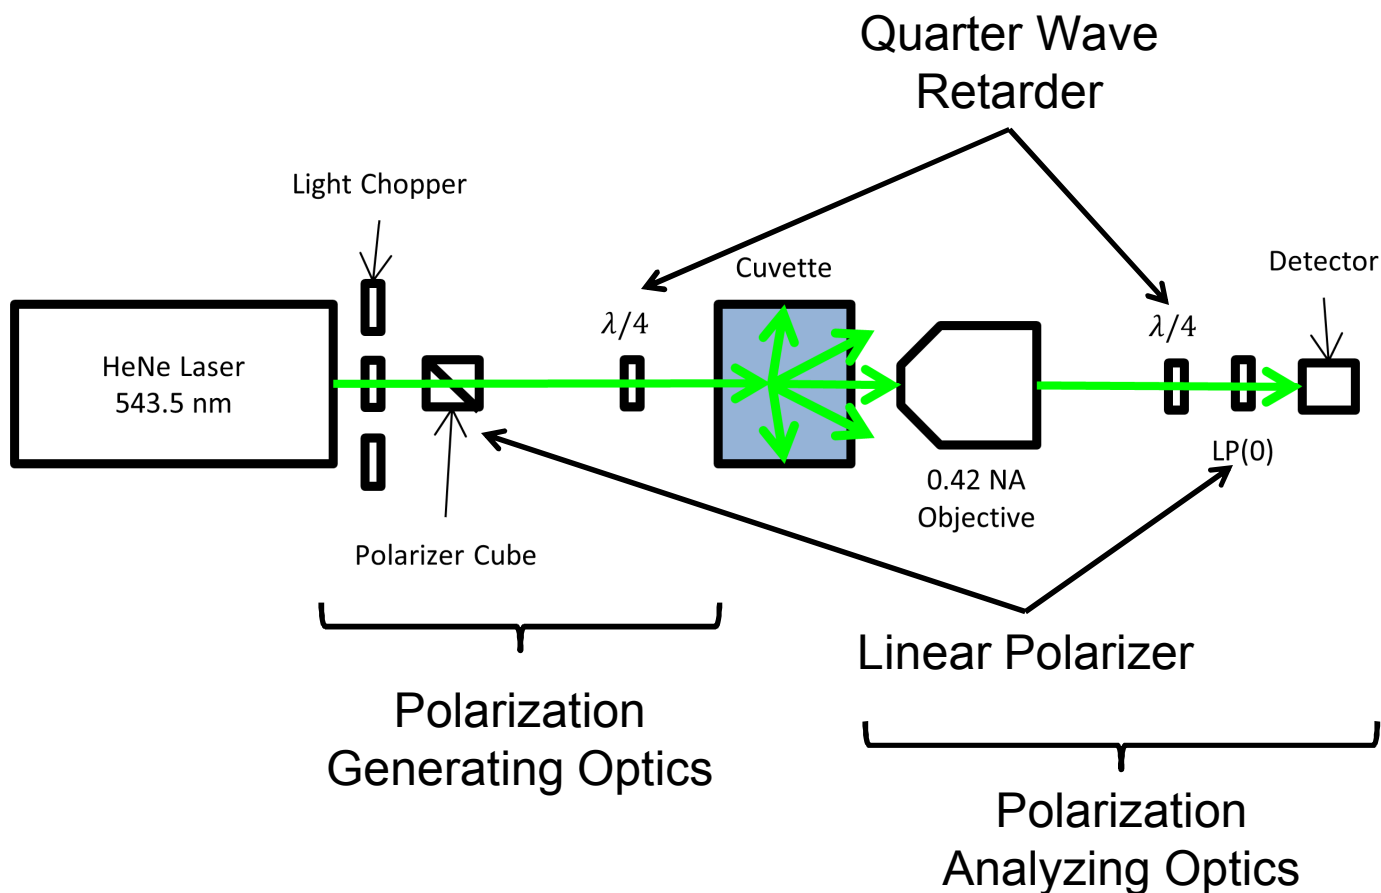 Quarter Wave
Retarder
Light Chopper
Cuvette
Detector
λ/4
λ/4
HeNe Laser
543.5 nm
LP(0)
0.42 NA
Objective
Polarizer Cube
Linear Polarizer
Polarization
Generating Optics
Polarization
Analyzing Optics